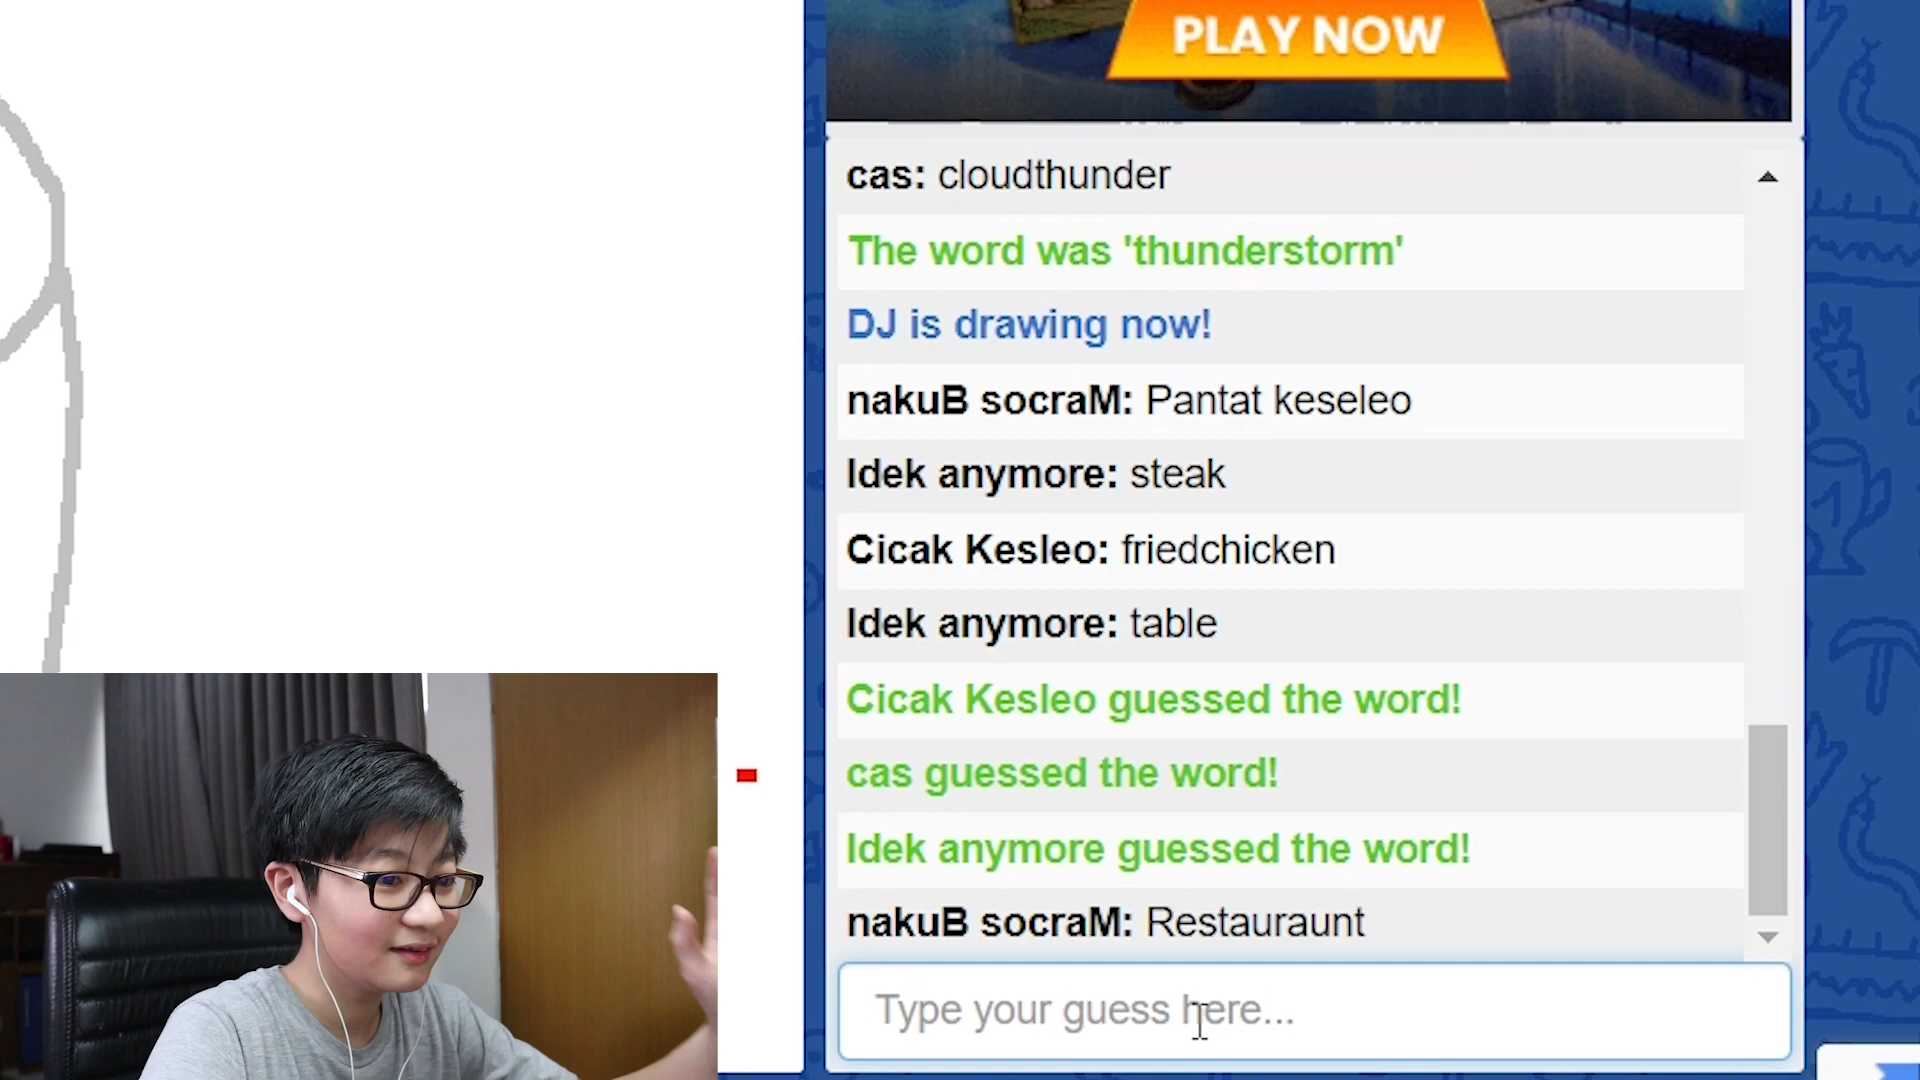 PLAY NOW
cas: cloudthunder
The word was 'thunderstorm'
DJ is drawing now!
nakuB socraM: Pantat keseleo
Idek anymore: steak
Cicak Kesleo: friedchicken
Idek anymore: table
Cicak Kesleo guessed the word!
cas guessed the word!
Idek anymore guessed the word!
nakuB socraM: Restauraunt
Type your guess here...